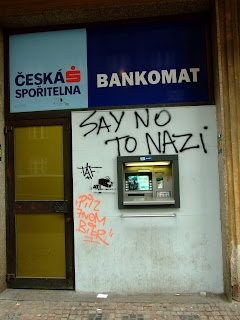 ČESKÁ
SPOŘITELNA
BANKOMAT
SAY NO
TO NAZI